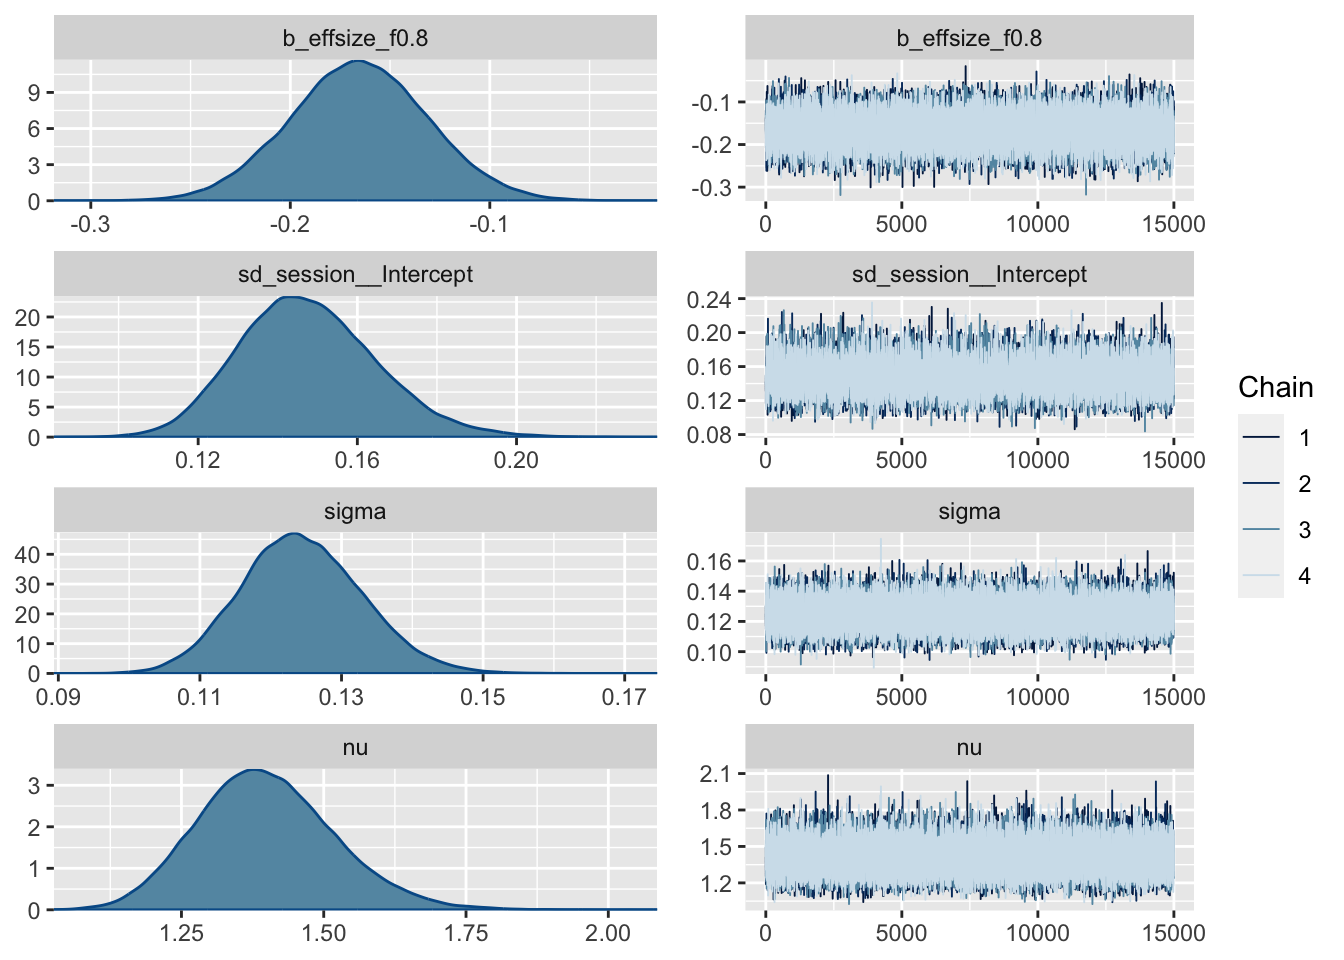 b_effsize_f0.8
b_effsize_f0.8
9
6
3
0
-0.3 -0.2 -0.1
-0.1
-0.2
-0.3
0 5000 10000 15000
sd_session__Intercept
sd_session__Intercept
20
15
10
5
0
0.12 0.16 0.20
0.24
0.20
0.16
0.12
0.08
0 5000 10000 15000
sigma
sigma
40
30
20
10
0
0.09 0.11 0.13 0.15 0.17
0.16
0.14
0.12
0.10
0 5000 10000 15000
nu
nu
3
2
1
0
1.25 1.50 1.75 2.00
2.1
1.8
1.5
1.2
0 5000 10000 15000
Chain
1
2
3
4